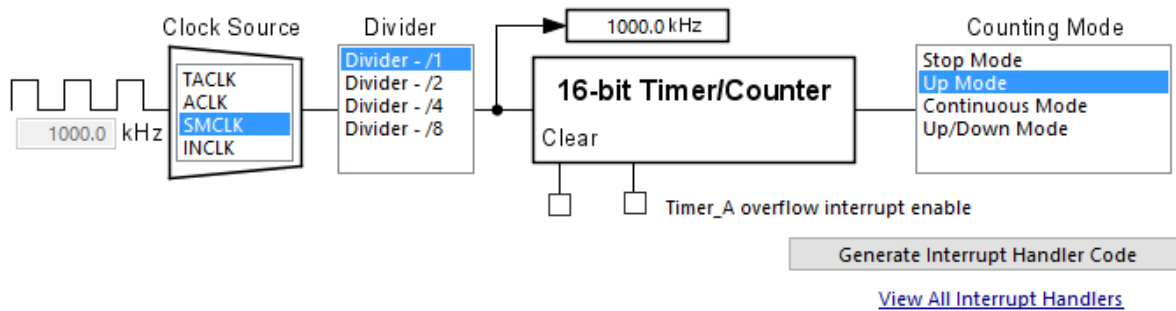 Clock Source
Divider
1000.0 kHz
Counting Mode
TACLK
ACLK
SMCLK
INCLK
1000.0 kHz
Divider - /1
Divider - /2
Divider - /4
Divider - /8
16-bit Timer/Counter
Clear
Stop Mode
Up Mode
Continuous Mode
Up/Down Mode
Timer_A overflow interrupt enable
Generate Interrupt Handler Code
View All Interrupt Handlers